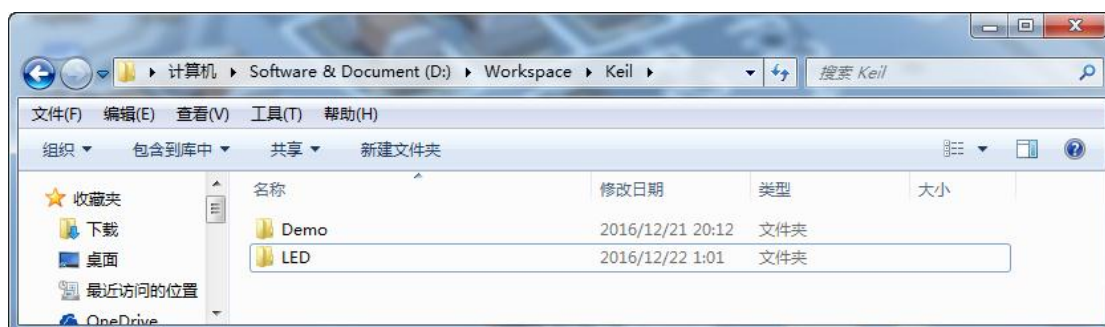 计算机 Software & Document (D:) Workspace Keil 搜索 Keil
文件(F) 编辑(E) 查看(V) 工具(T) 帮助(H)
组织 包含到库中 共享 新建文件夹
收藏夹 名称 修改日期 类型 大小
下载 Demo 2016/12/21 20:12 文件夹
桌面 LED 2016/12/22 1:01 文件夹
最近访问的位置
OneDrive